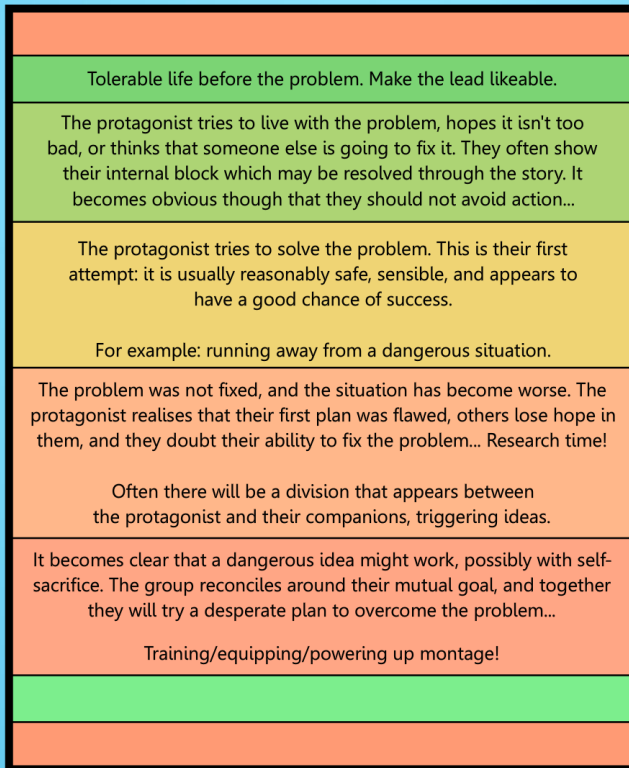 Tolerable life before the problem. Make the lead likeable.
The protagonist tries to live with the problem, hopes it isn't too
bad, or thinks that someone else is going to fix it. They often show
their internal block which may be resolved through the story. It
becomes obvious though that they should not avoid action...
The protagonist tries to solve the problem. This is their first
attempt: it is usually reasonably safe, sensible, and appears to
have a good chance of success.
For example: running away from a dangerous situation.
The problem was not fixed, and the situation has become worse. The
protagonist realises that their first plan was flawed, others lose hope in
them, and they doubt their ability to fix the problem... Research time!
Often there will be a division that appears between
the protagonist and their companions, triggering ideas.
It becomes clear that a dangerous idea might work, possibly with self-
sacrifice. The group reconciles around their mutual goal, and together
they will try a desperate plan to overcome the problem...
Training/equipping/powering up montage!